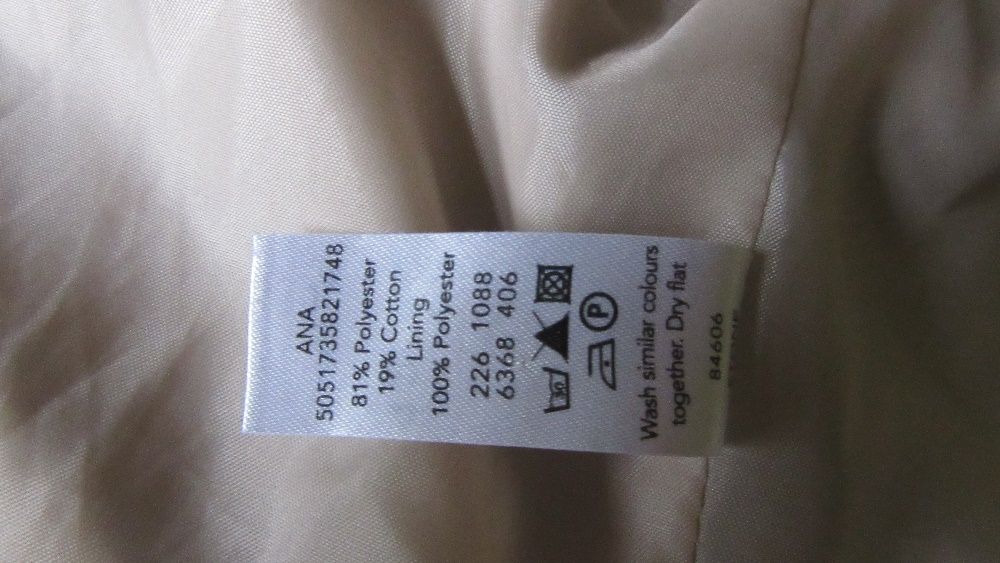 ANA
5051735821748
81% Polyester
19% Cotton
Lining
100% Polyester
226 1088
6368 406
30
P
Wash similar colours
together. Dry flat
84606